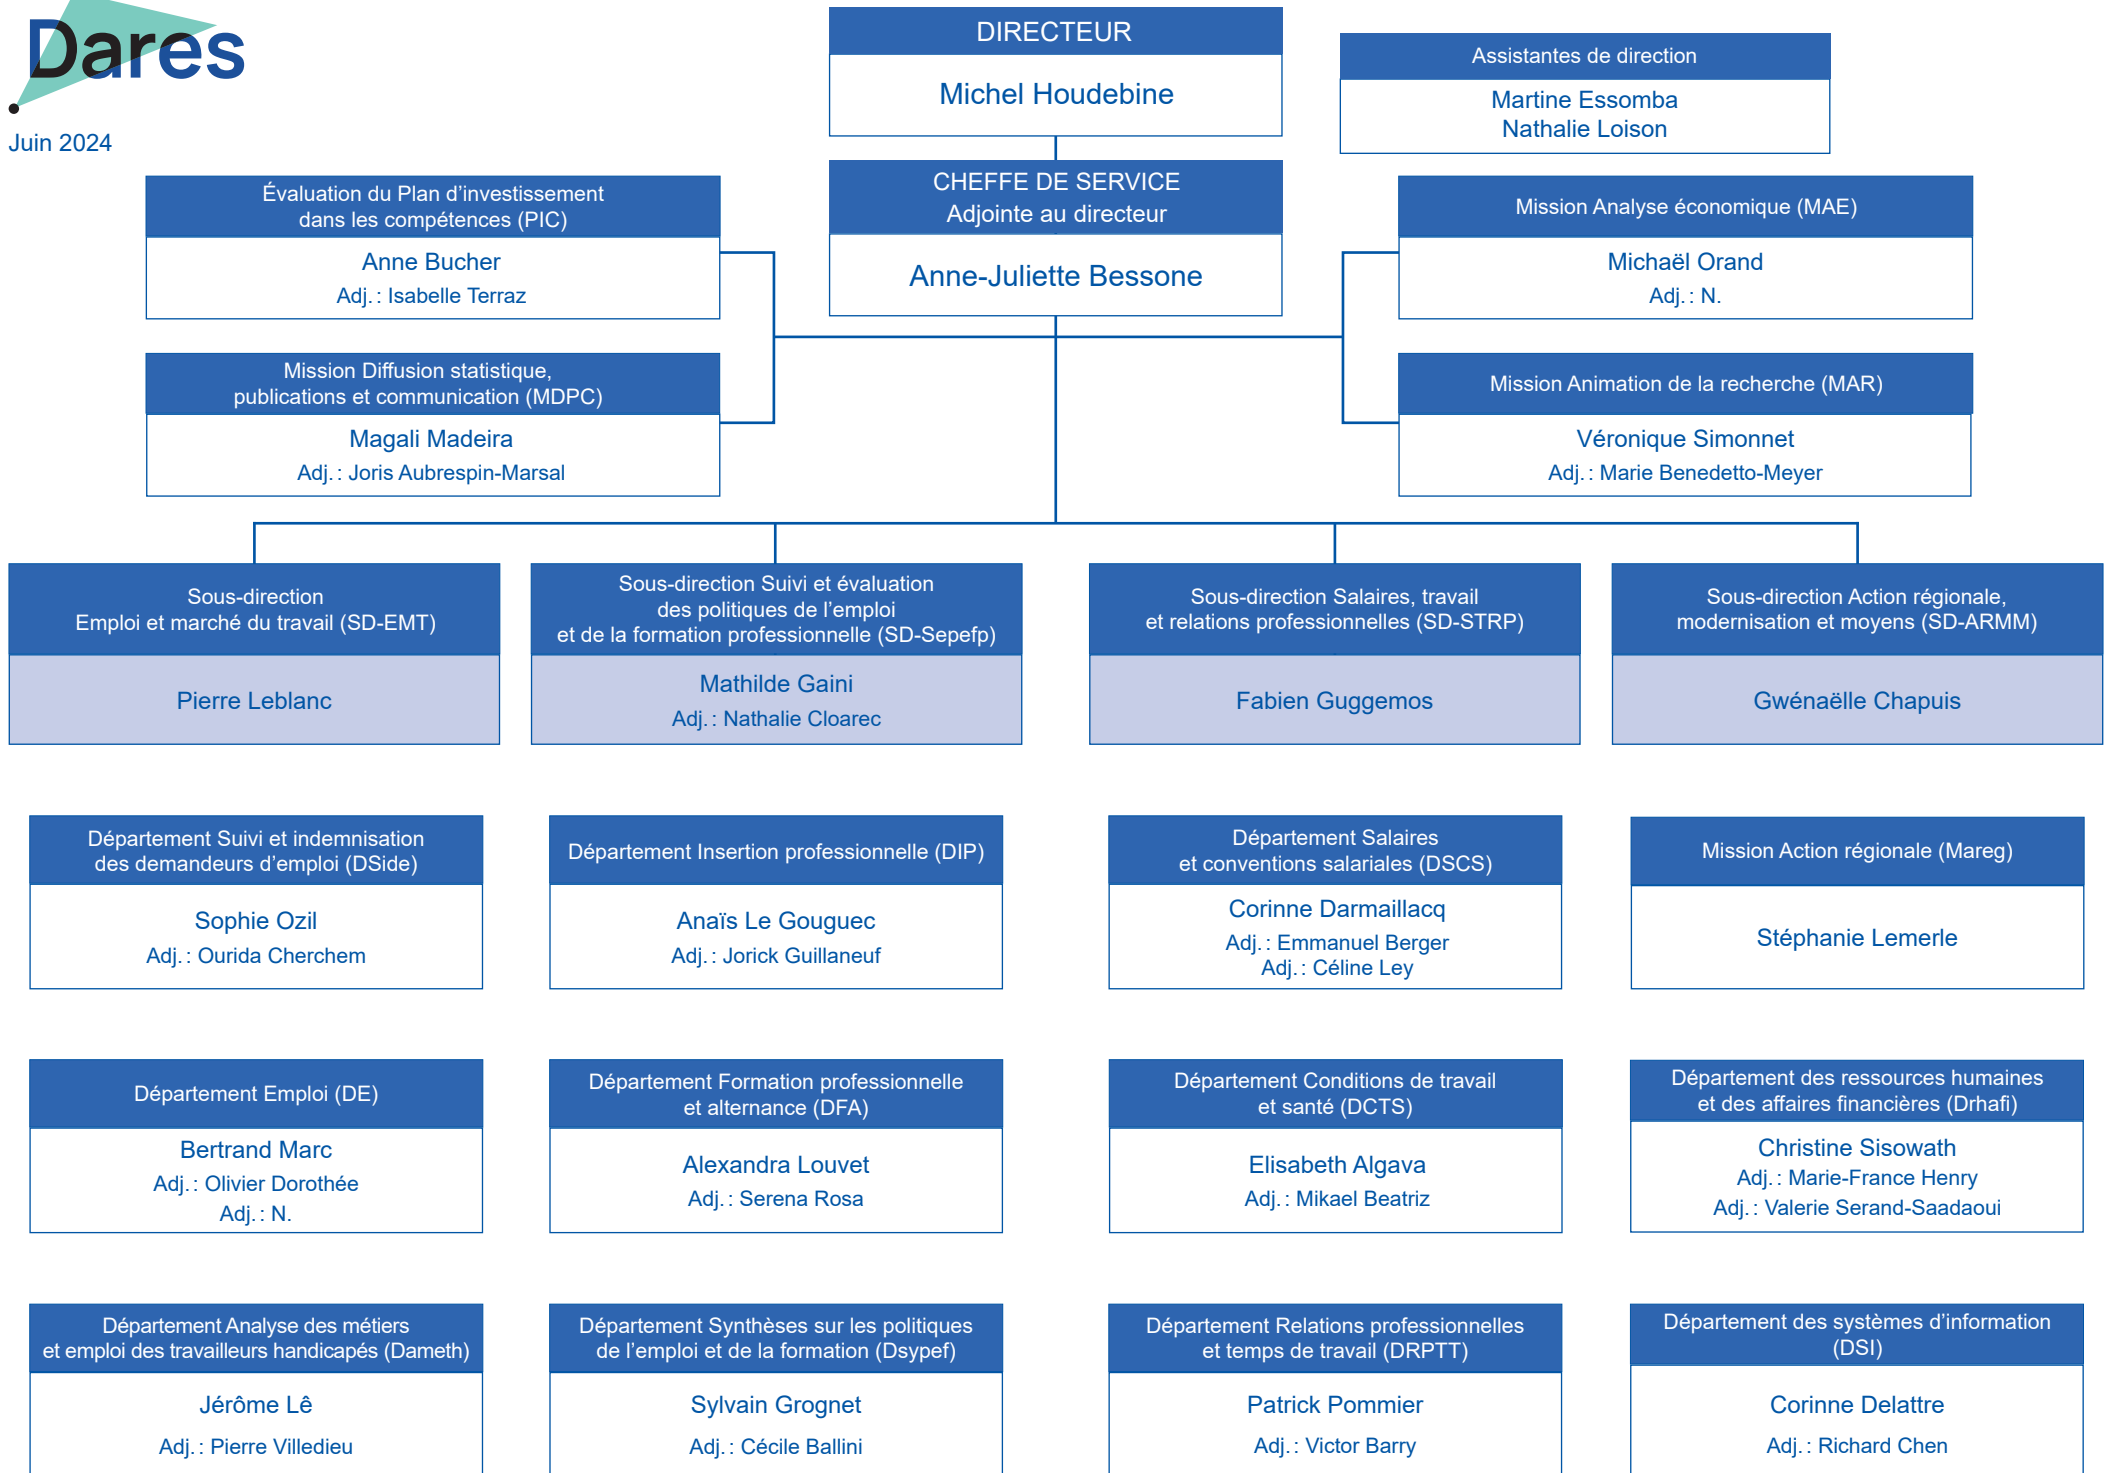 Dares
Juin 2024
DIRECTEUR
Michel Houdebine
Assistantes de direction
Martine Essomba
Nathalie Loison
CHEFFE DE SERVICE
Adjointe au directeur
Anne-Juliette Bessone
Évaluation du Plan d’investissement
dans les compétences (PIC)
Anne Bucher
Adj. : Isabelle Terraz
Mission Analyse économique (MAE)
Michaël Orand
Adj. : N.
Mission Diffusion statistique,
publications et communication (MDPC)
Magali Madeira
Adj. : Joris Aubrespin-Marsal
Mission Animation de la recherche (MAR)
Véronique Simonnet
Adj. : Marie Benedetto-Meyer
Sous-direction
Emploi et marché du travail (SD-EMT)
Pierre Leblanc
Sous-direction Suivi et évaluation
des politiques de l’emploi
et de la formation professionnelle (SD-Sepefp)
Mathilde Gaini
Adj. : Nathalie Cloarec
Sous-direction Salaires, travail
et relations professionnelles (SD-STRP)
Fabien Guggemos
Sous-direction Action régionale,
modernisation et moyens (SD-ARMM)
Gwénaëlle Chapuis
Département Suivi et indemnisation
des demandeurs d’emploi (DSide)
Sophie Ozil
Adj. : Ourida Cherchem
Département Insertion professionnelle (DIP)
Anaïs Le Gouguec
Adj. : Jorick Guillaneuf
Département Salaires
et conventions salariales (DSCS)
Corinne Darmaillacq
Adj. : Emmanuel Berger
Adj. : Céline Ley
Mission Action régionale (Mareg)
Stéphanie Lemerle
Département Emploi (DE)
Bertrand Marc
Adj. : Olivier Dorothée
Adj. : N.
Département Formation professionnelle
et alternance (DFA)
Alexandra Louvet
Adj. : Serena Rosa
Département Conditions de travail
et santé (DCTS)
Elisabeth Algava
Adj. : Mikael Beatriz
Département des ressources humaines
et des affaires financières (Drhafi)
Christine Sisowath
Adj. : Marie-France Henry
Adj. : Valerie Serand-Saadaoui
Département Analyse des métiers
et emploi des travailleurs handicapés (Dameth)
Jérôme Lê
Adj. : Pierre Villedieu
Département Synthèses sur les politiques
de l’emploi et de la formation (Dsypef)
Sylvain Grognet
Adj. : Cécile Ballini
Département Relations professionnelles
et temps de travail (DRPTT)
Patrick Pommier
Adj. : Victor Barry
Département des systèmes d’information
(DSI)
Corinne Delattre
Adj. : Richard Chen